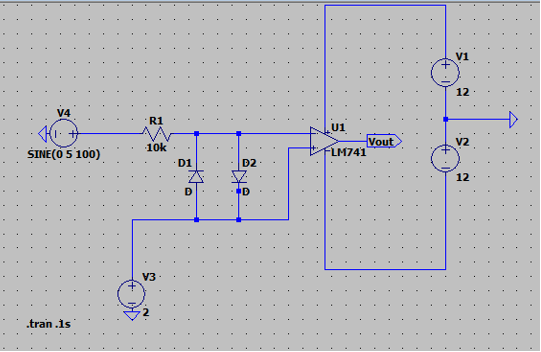 V1
12
V4
SINE(0 5 100)
R1
10k
U1
LM741
Vout
V2
12
D1
D
D2
D
V3
2
.tran .1s